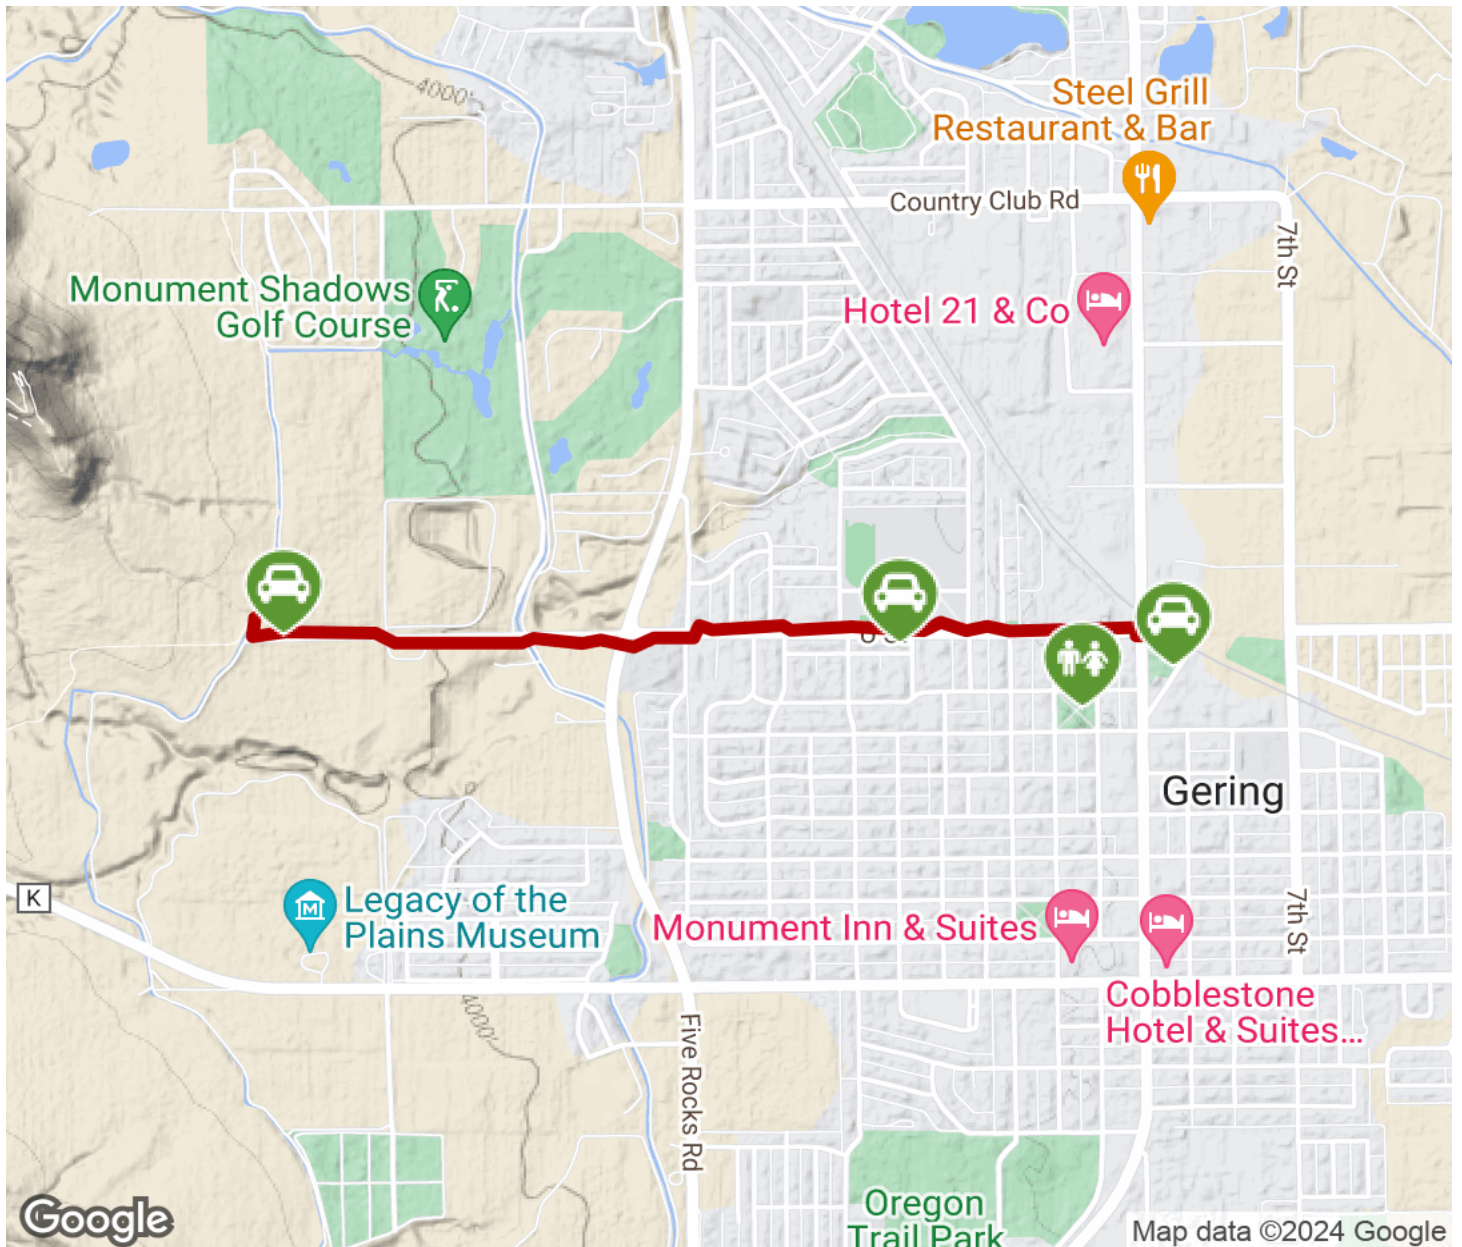 4000'
Steel Grill
Restaurant & Bar
Country Club Rd
7th St
Monument Shadows
Golf Course
Hotel 21 & Co
Gering
K
Legacy of the
Plains Museum
Monument Inn & Suites
7th St
Cobblestone
Hotel & Suites...
4000'
Five Rocks Rd
Oregon
Trail Park
Google
Map data ©2024 Google